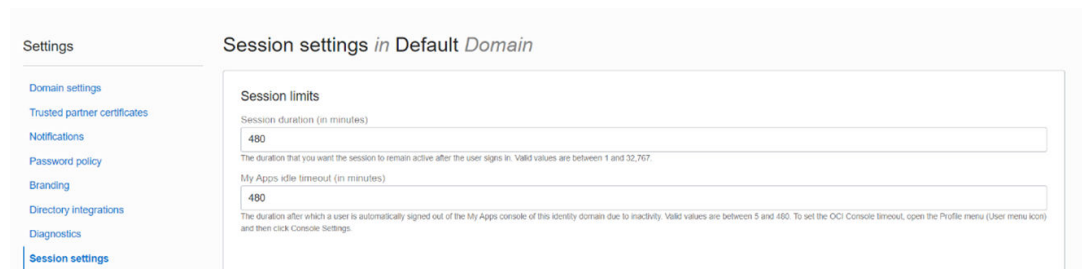 Settings
Domain settings
Trusted partner certificates
Notifications
Password policy
Branding
Directory integrations
Diagnostics
Session settings
Session settings in Default Domain
Session limits
Session duration (in minutes)
480
The duration that you want the session to remain active after the user signs in. Valid values are between 1 and 32,767.
My Apps idle timeout (in minutes)
480
The duration after which a user is automatically signed out of the My Apps console of this identity domain due to inactivity. Valid values are between 5 and 480. To set the OCI Console timeout, open the Profile menu (User menu icon)
and then click Console Settings.